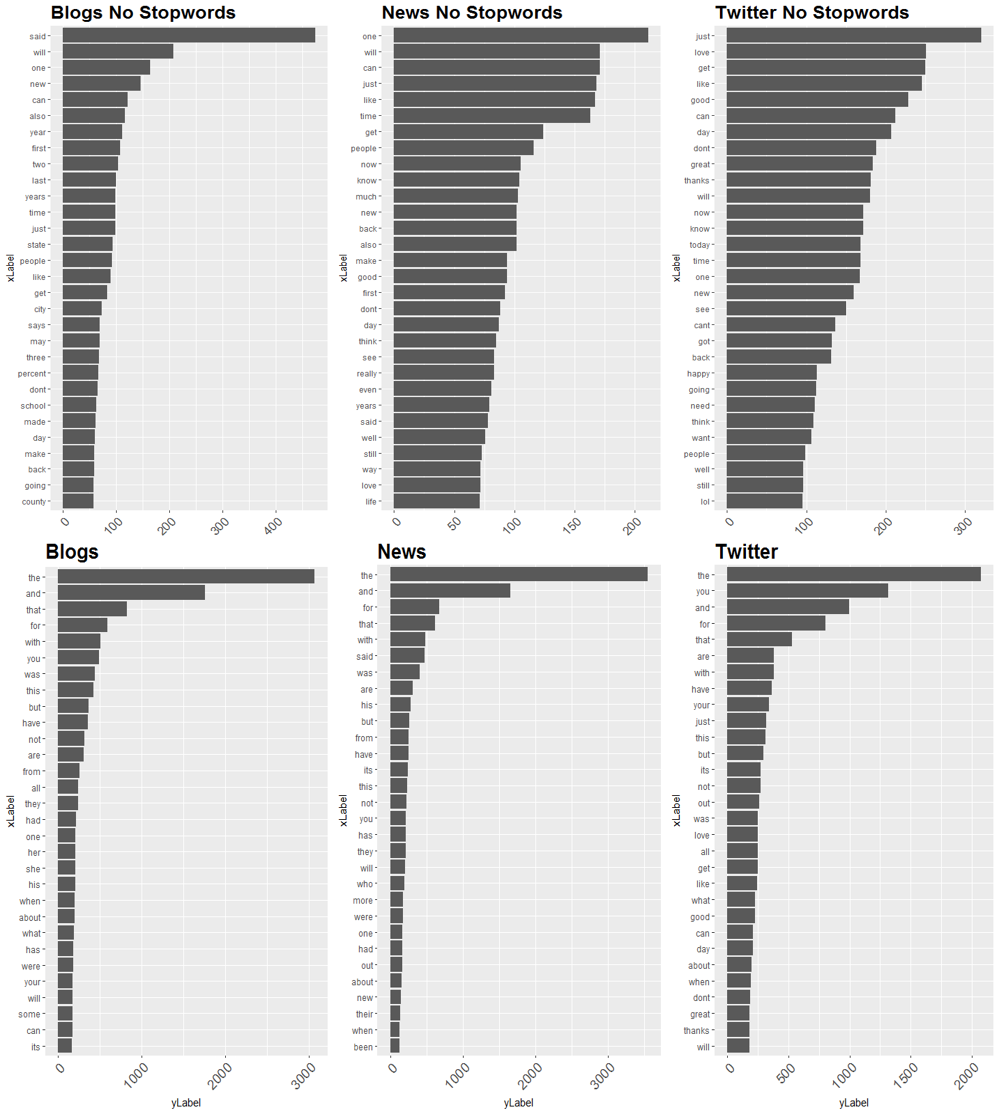 Blogs No Stopwords
said
will
one
new
can
also
year
first
two
last
years
time
just
state
people
like
get
city
says
may
three
percent
dont
school
made
day
make
back
going
county
xLabel
0 100 200 300 400
News No Stopwords
one
will
can
just
like
time
get
people
now
know
much
new
back
also
make
good
first
dont
day
think
see
really
even
years
said
well
still
way
love
life
xLabel
0 50 100 150 200
Twitter No Stopwords
just
love
get
like
good
can
day
dont
great
thanks
will
now
know
today
time
one
new
see
cant
got
back
happy
going
need
think
want
people
well
still
lol
xLabel
0 100 200 300
Blogs
the
and
that
for
with
you
was
this
but
have
not
are
from
all
they
had
one
her
she
his
when
about
what
has
were
your
will
some
can
its
xLabel
0 1000 2000 3000
yLabel
News
the
and
for
that
with
said
was
are
his
but
from
have
its
this
not
you
has
they
will
who
more
were
one
had
out
about
new
their
when
been
xLabel
0 1000 2000 3000
yLabel
Twitter
the
you
and
for
that
are
with
have
your
just
this
but
its
not
out
was
love
all
get
like
what
good
can
day
about
when
dont
great
thanks
will
xLabel
0 500 1000 1500 2000
yLabel